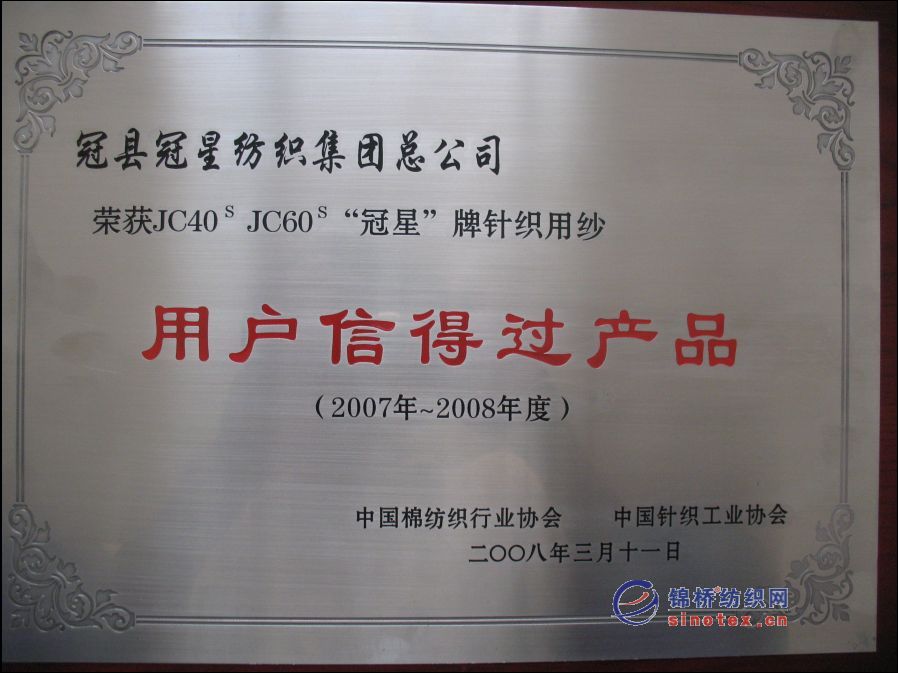 冠县冠星纺织集团总公司
荣获JC40ˢ JC60ˢ “冠星”牌针织用纱
用户信得过产品
（2007年~2008年度）
中国棉纺织行业协会 中国针织工业协会
二〇〇八年三月十一日
锦桥纺织网
sinotex.cn